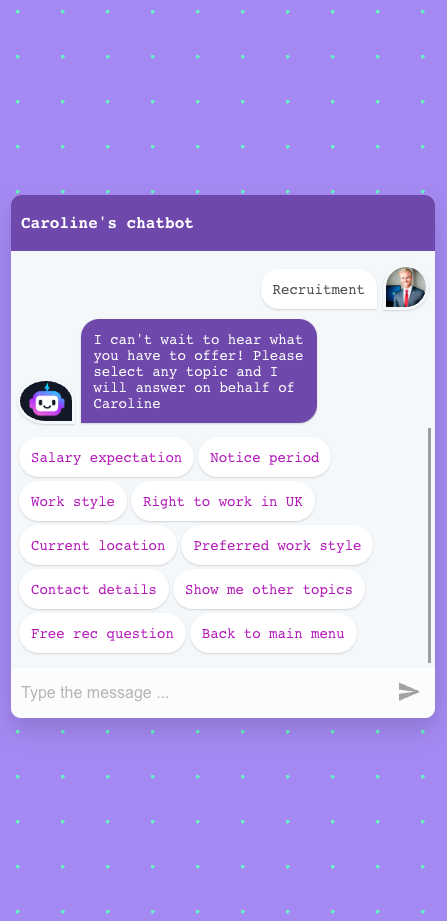 Caroline's chatbot
Recruitment
I can't wait to hear what
you have to offer! Please
select any topic and I
will answer on behalf of
Caroline
Salary expectation
Notice period
Work style
Right to work in UK
Current location
Preferred work style
Contact details
Show me other topics
Free rec question
Back to main menu
Type the message ...